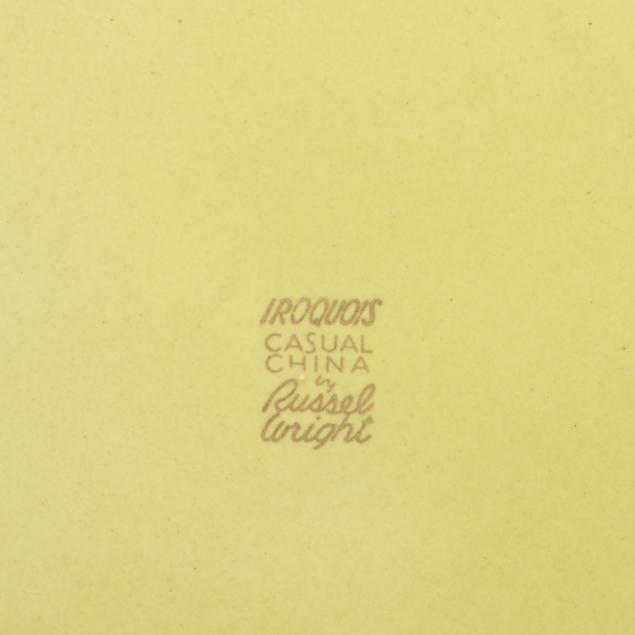 IROQUOIS
CASUAL
CHINA
by
Russel
Wright